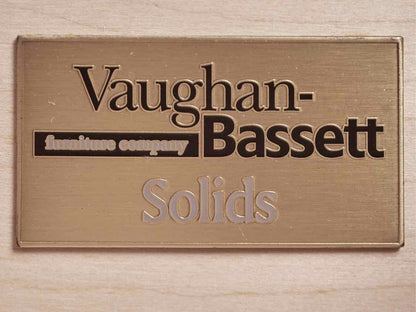 Vaughan-
furniture company Bassett
Solids